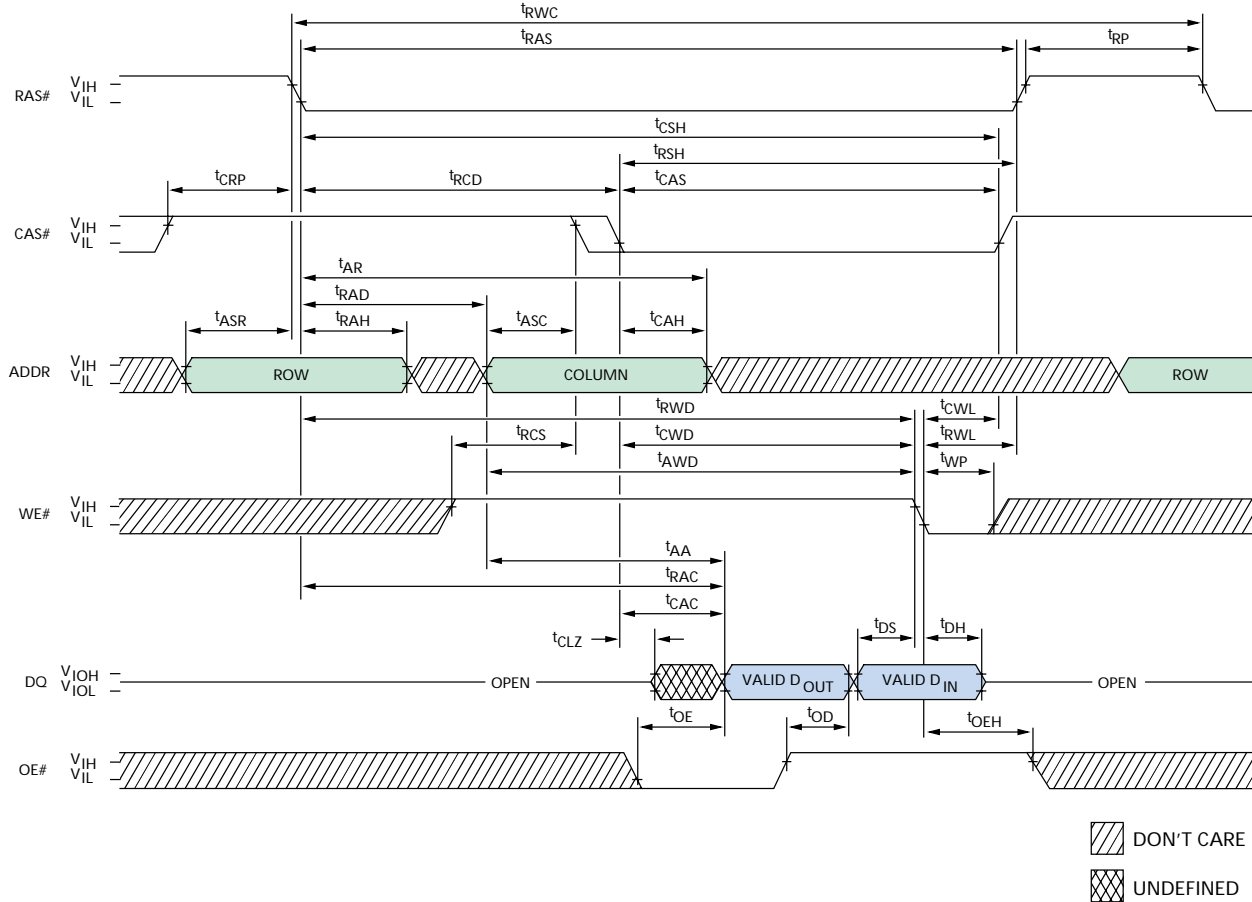 tRWC
tRAS
tRP
RAS# VIH
VIL
tCSH
tRSH
tCRP tRCD tCAS
CAS# VIH
VIL
tAR
tRAD
tASR tRAH tASC tCAH
ADDR VIH
VIL
ROW COLUMN ROW
tRWD tCWL
tRCS tCWD tRWL
tAWD tWP
WE# VIH
VIL
tAA
tRAC
tCAC
tCLZ tDS tDH
DQ VIOH
VIOL
OPEN VALID DOUT VALID DIN OPEN
tOE tOD tOEH
OE# VIH
VIL
DON'T CARE
UNDEFINED